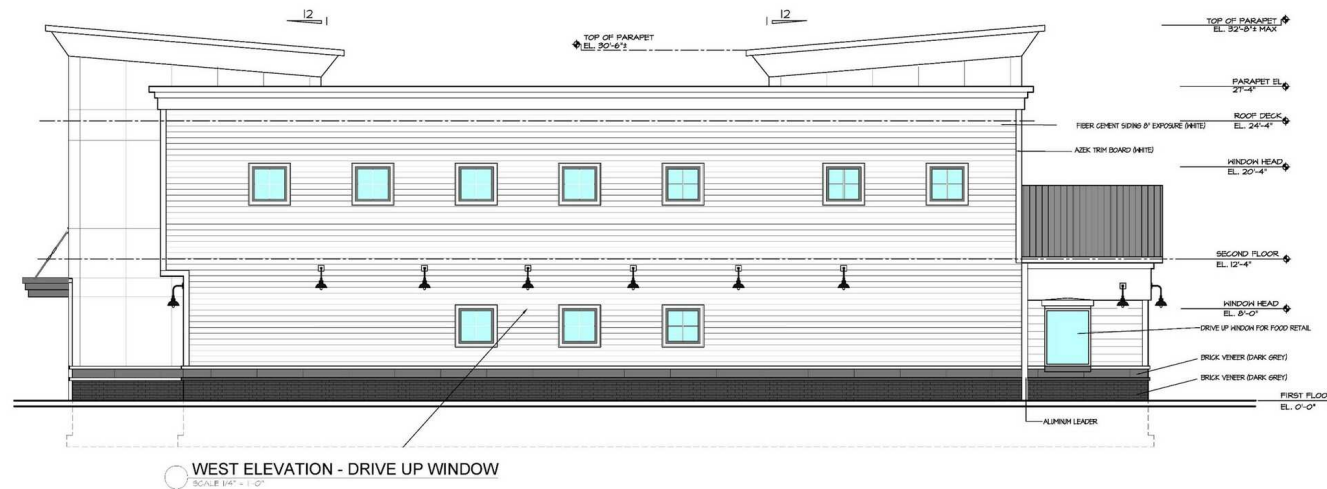 12
1
12
1
TOP OF PARAPET
EL. 30'-6"±
TOP OF PARAPET
EL. 32'-8"± MAX
PARAPET EL.
27'-4"
ROOF DECK
EL. 24'-4"
FIBER CEMENT SIDING 8" EXPOSURE (WHITE)
AZEK TRIM BOARD (WHITE)
WINDOW HEAD
EL. 20'-4"
SECOND FLOOR
EL. 12'-4"
WINDOW HEAD
EL. 8'-0"
DRIVE UP WINDOW FOR FOOD RETAIL
BRICK VENEER (DARK GREY)
BRICK VENEER (DARK GREY)
FIRST FLOO
EL. 0'-0"
ALUMINUM LEADER
WEST ELEVATION - DRIVE UP WINDOW
SCALE 1/4" = 1'-0"